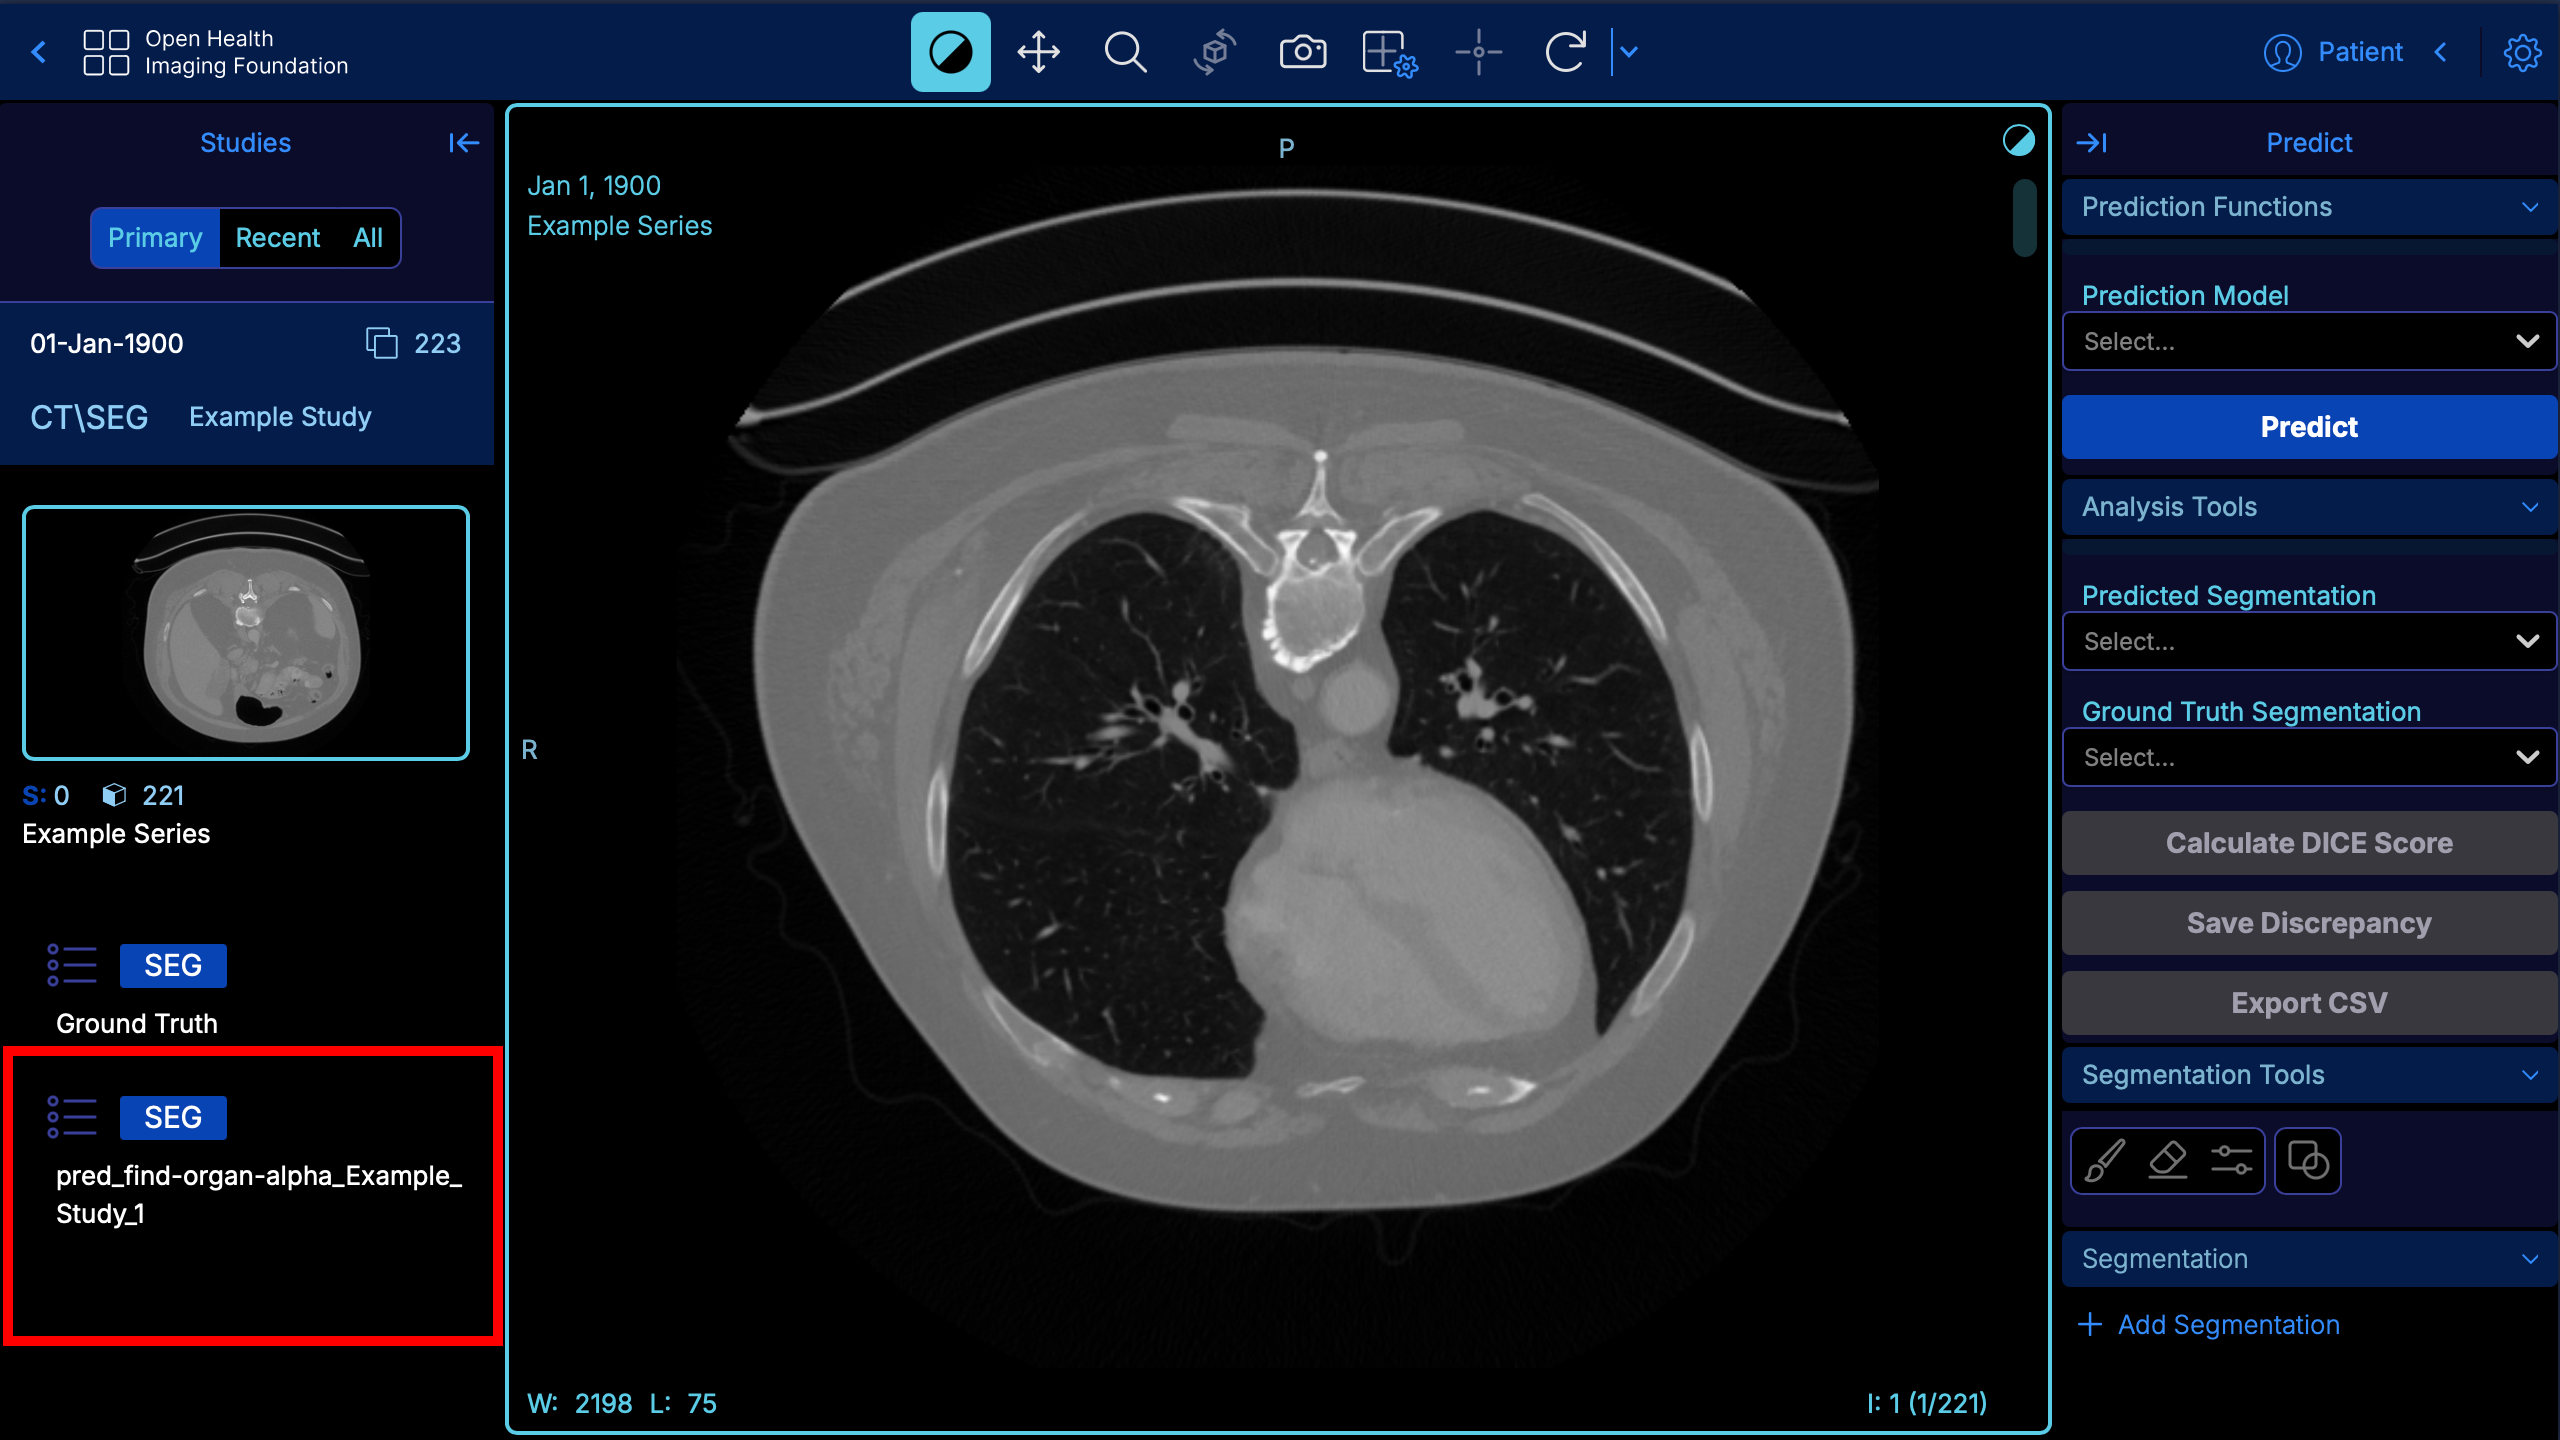 Open Health
Imaging Foundation
Patient
Studies
Primary Recent All
01-Jan-1900 223
CT\SEG Example Study
S: 0 221
Example Series
SEG
Ground Truth
SEG
pred_find-organ-alpha_Example_
Study_1
P
Jan 1, 1900
Example Series
R
W: 2198 L: 75
I: 1 (1/221)
Predict
Prediction Functions
Prediction Model
Select...
Predict
Analysis Tools
Predicted Segmentation
Select...
Ground Truth Segmentation
Select...
Calculate DICE Score
Save Discrepancy
Export CSV
Segmentation Tools
Segmentation
Add Segmentation